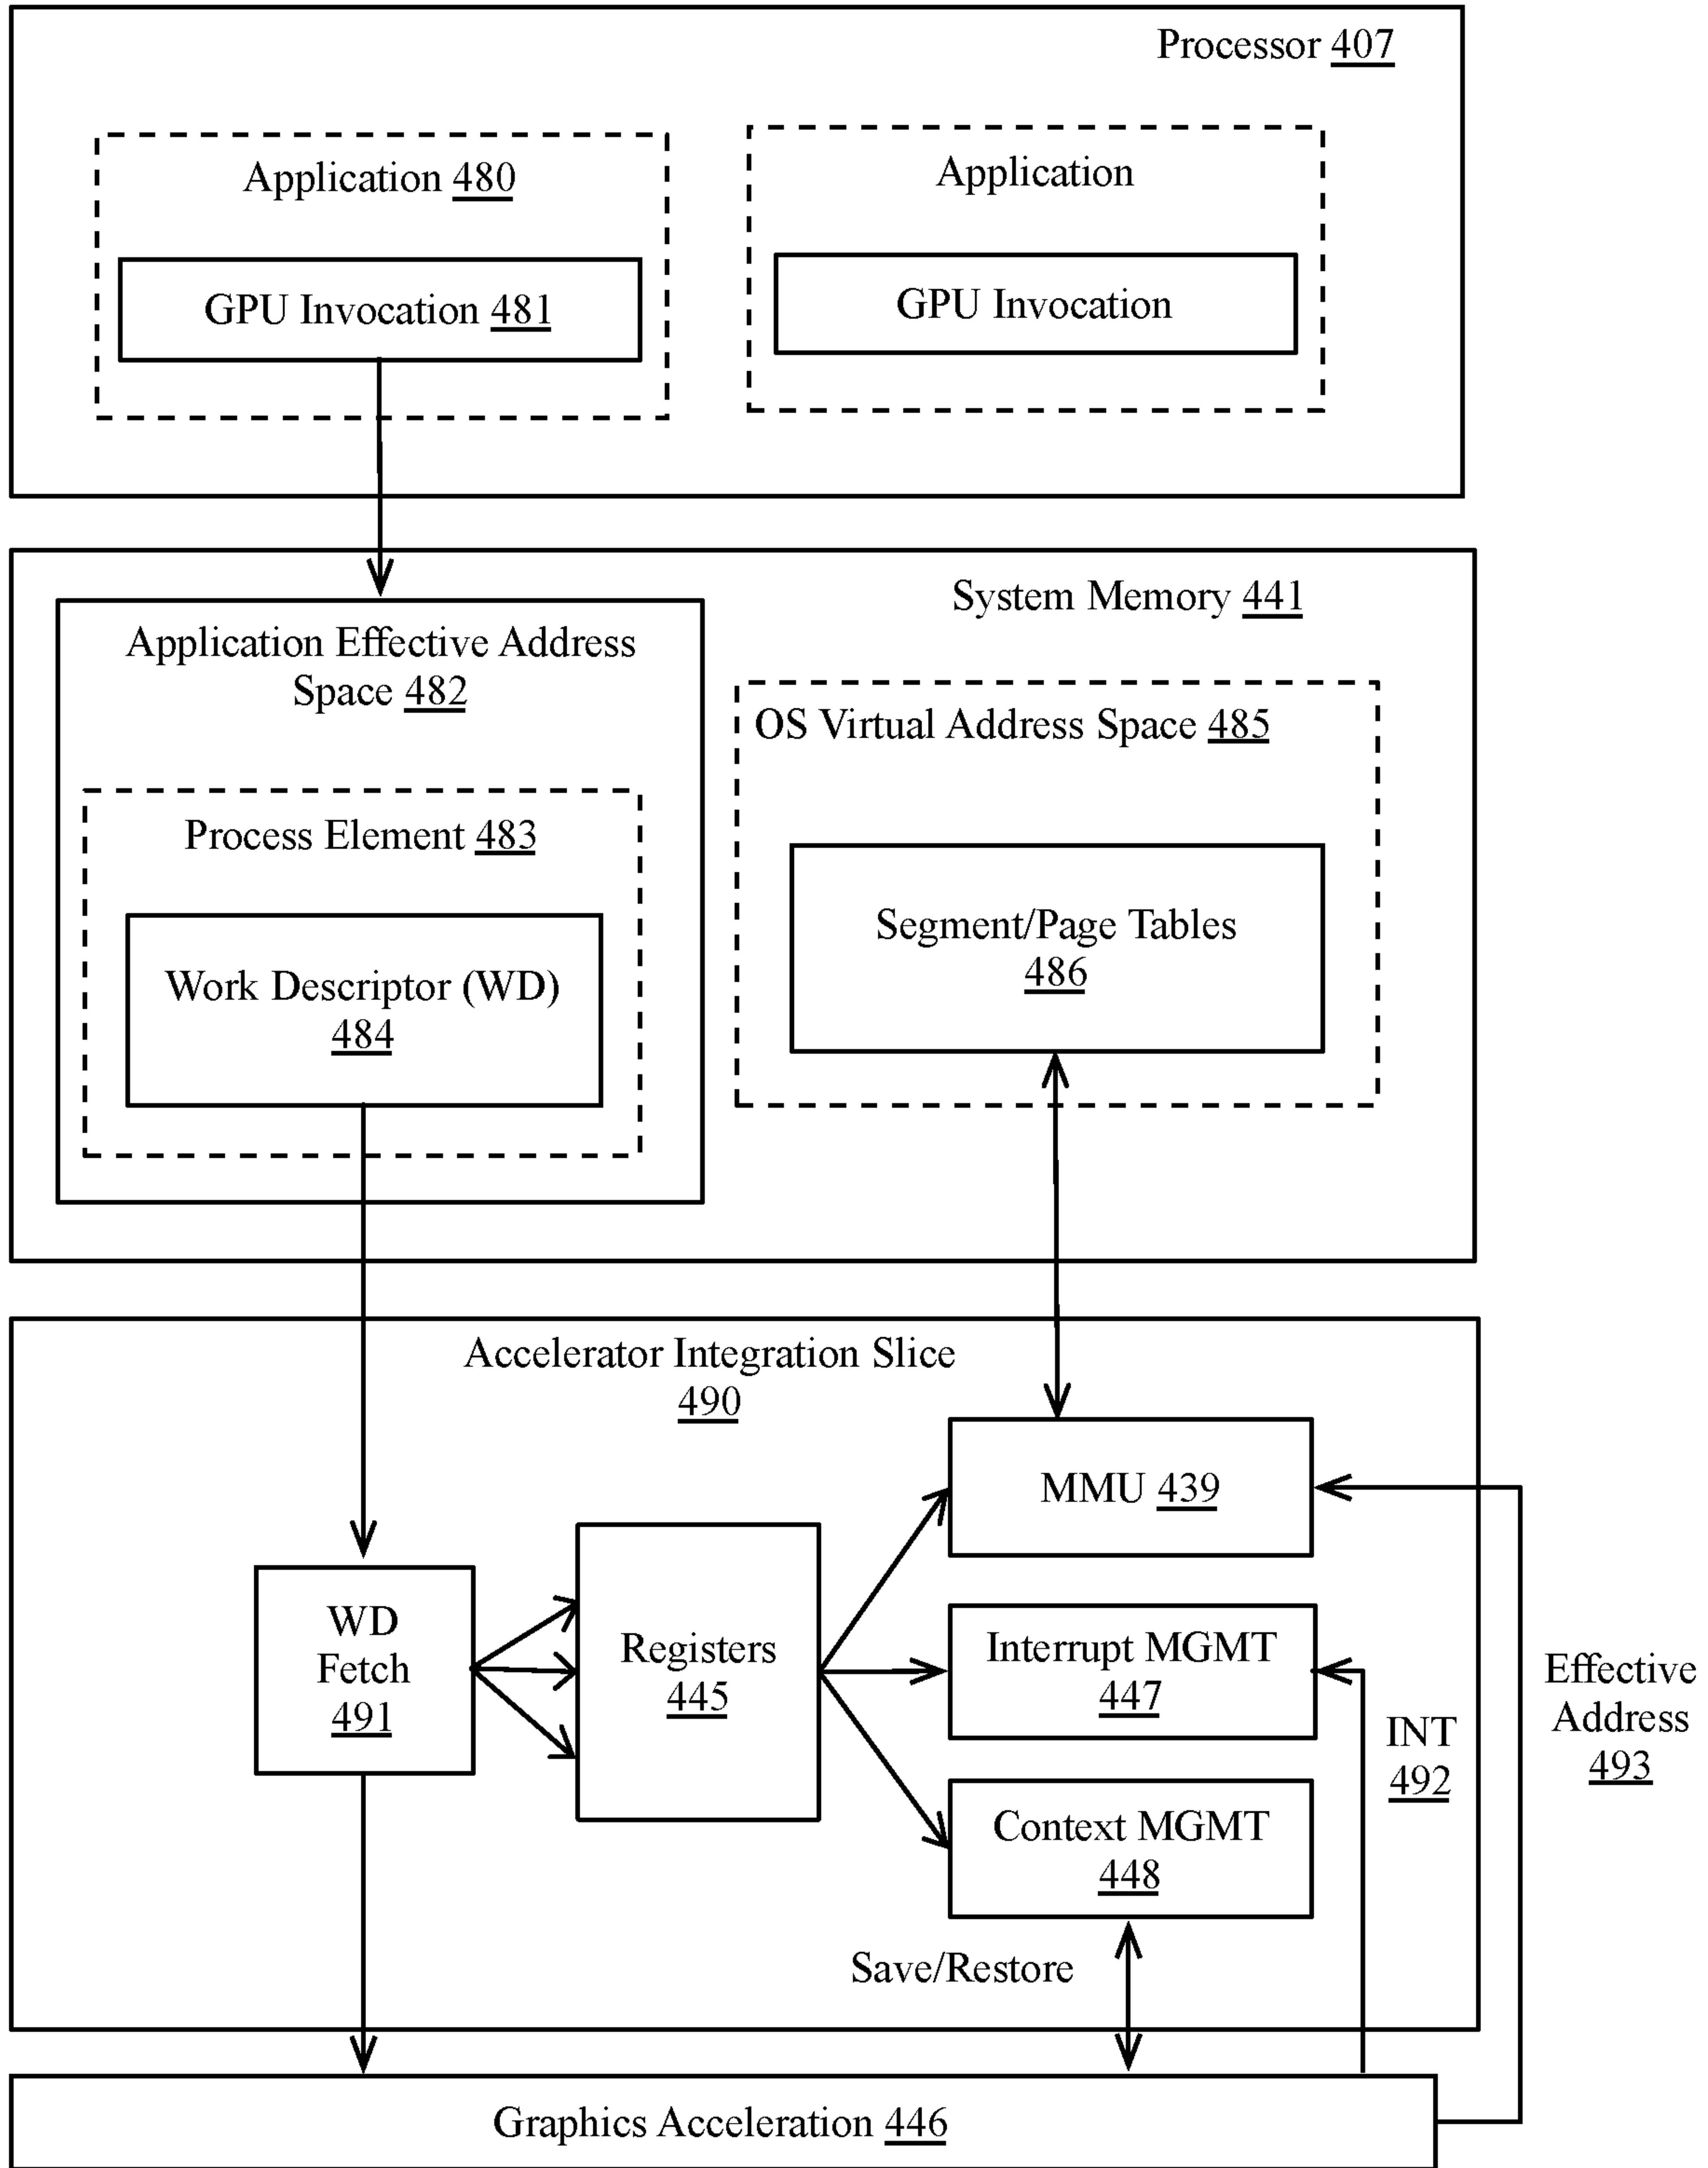 Processor 407
Application 480
Application
GPU Invocation 481
GPU Invocation
System Memory 441
Application Effective Address
Space 482
OS Virtual Address Space 485
Process Element 483
Segment/Page Tables
486
Work Descriptor (WD)
484
Accelerator Integration Slice
490
MMU 439
WD
Fetch
491
Registers
445
Interrupt MGMT
447
Effective
Address
493
INT
492
Context MGMT
448
Save/Restore
Graphics Acceleration 446